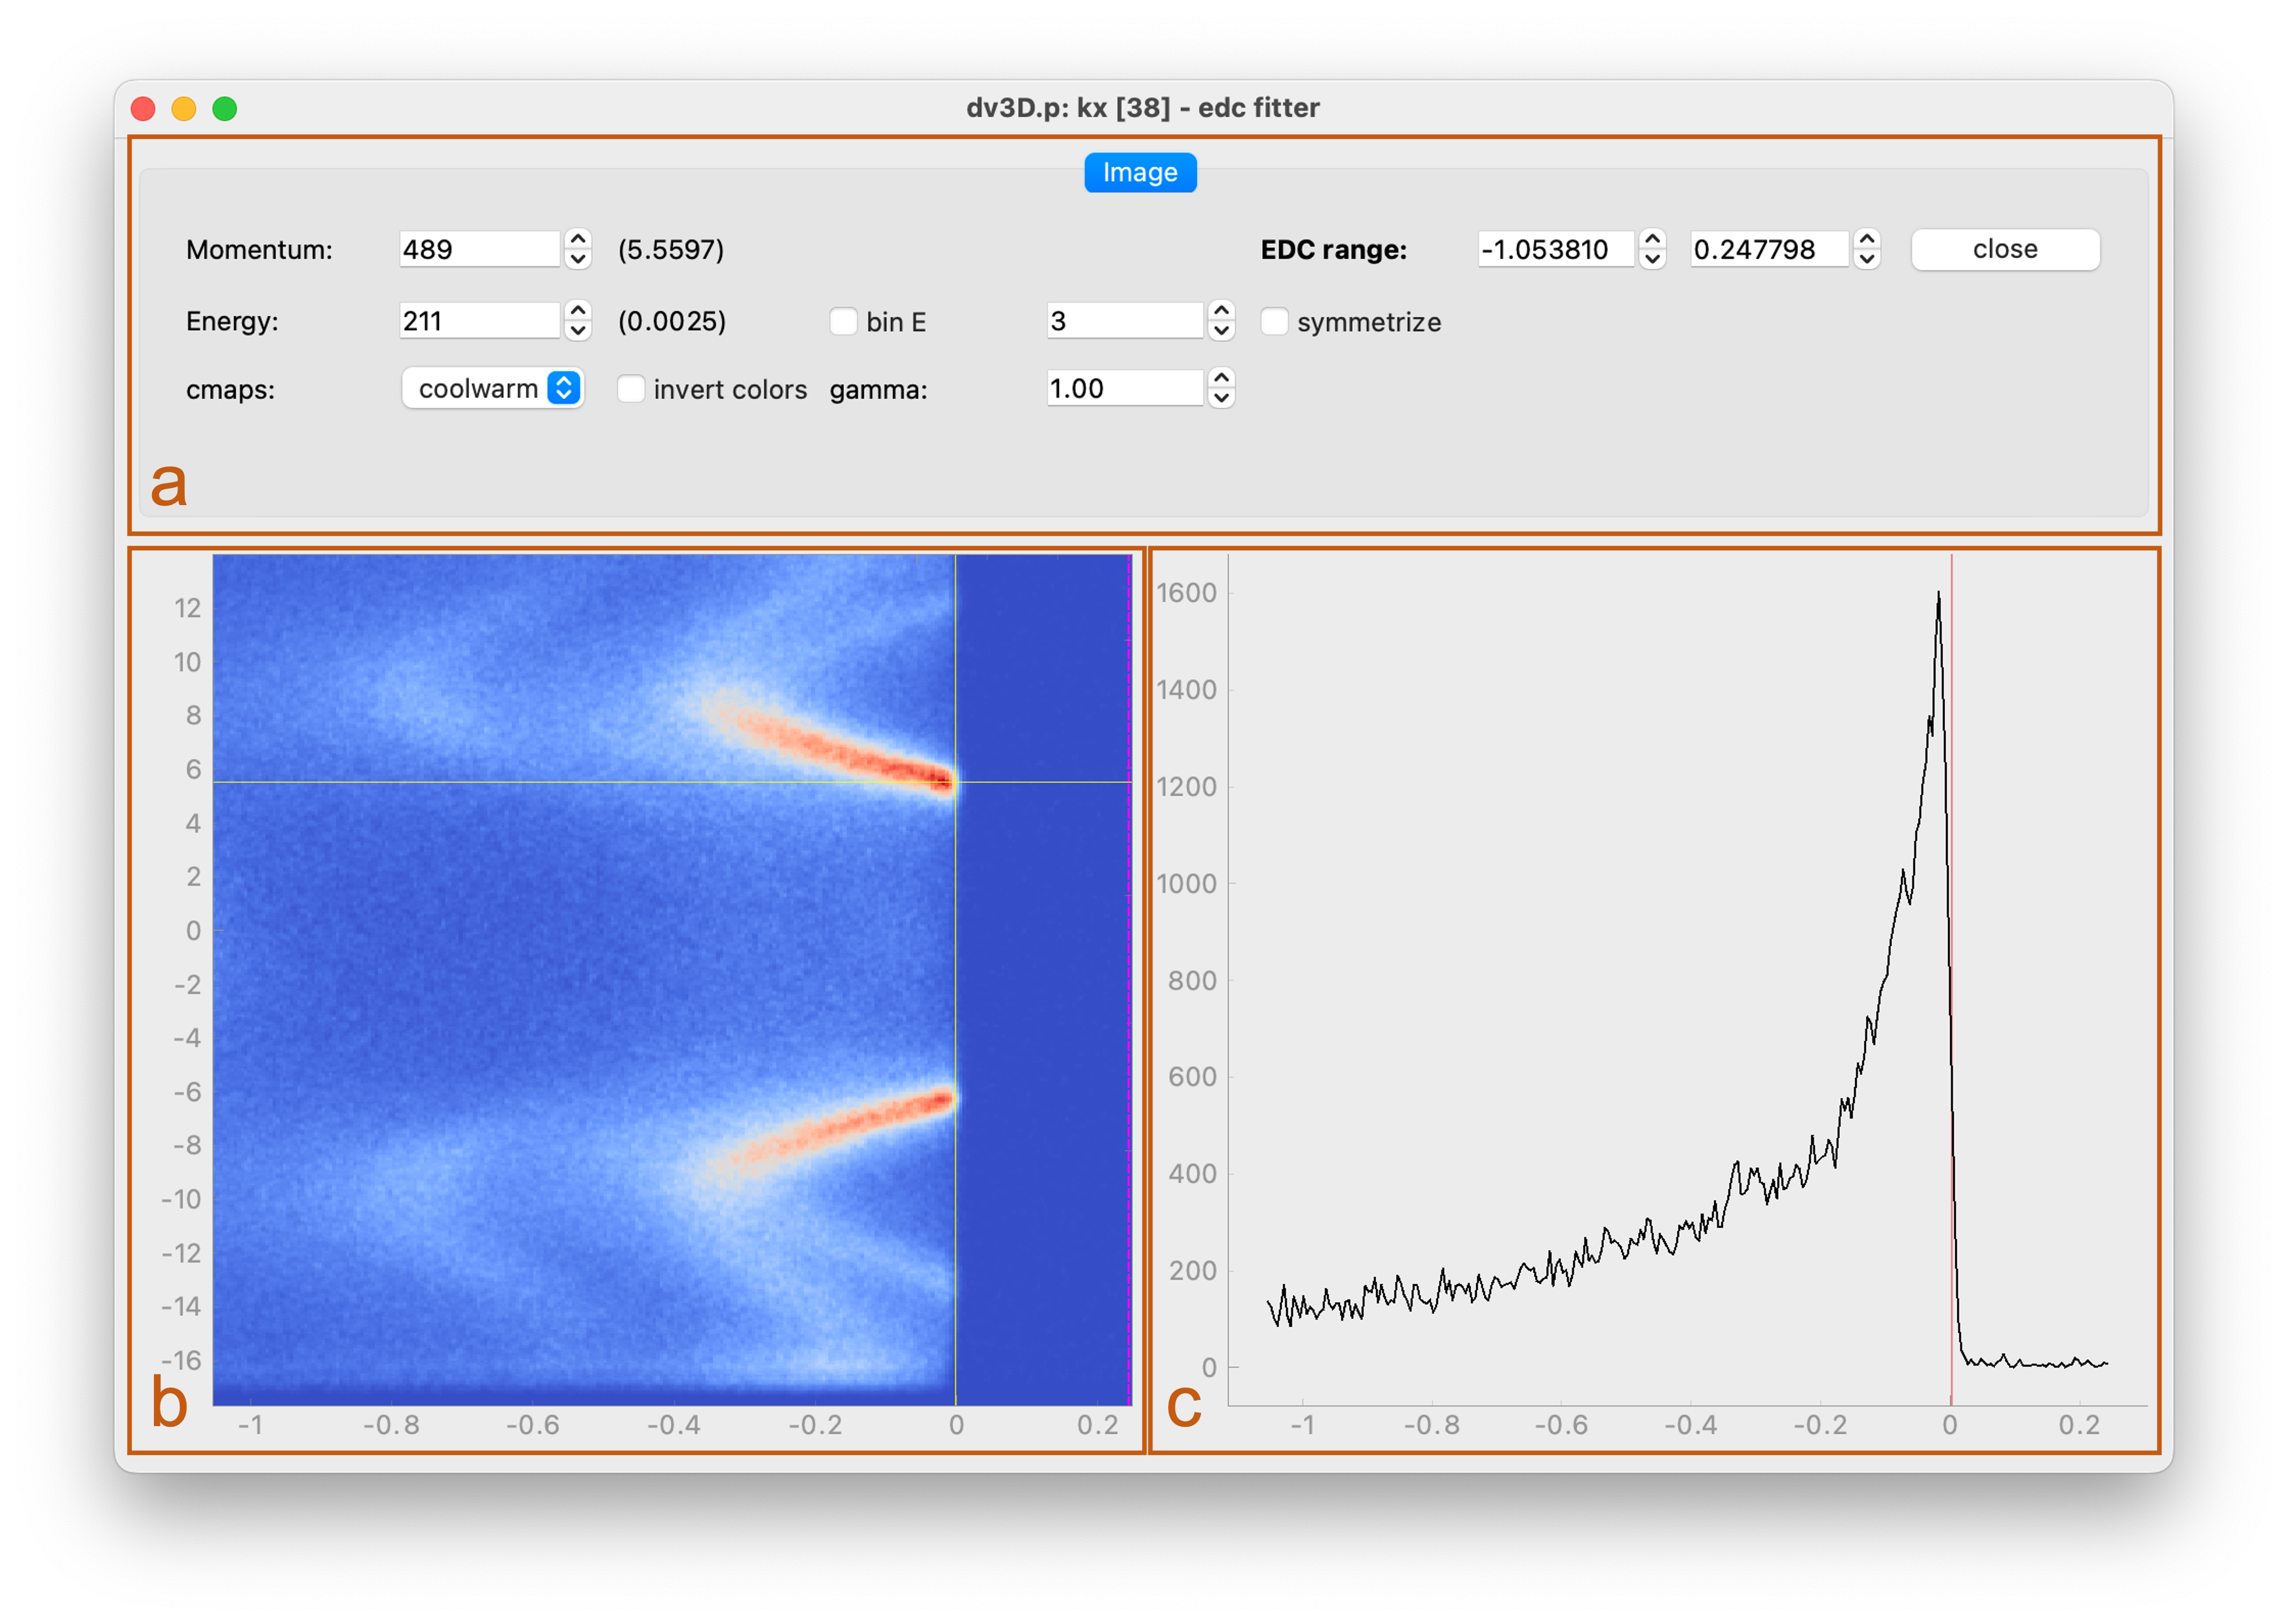 dv3D.p: kx [38] - edc fitter
Image
Momentum: 489 (5.5597) EDC range: -1.053810 0.247798 close
Energy: 211 (0.0025) bin E 3 symmetrize
cmaps: coolwarm invert colors gamma: 1.00
a
12
10
8
6
4
2
0
-2
-4
-6
-8
-10
-12
-14
-16
b
-1 -0.8 -0.6 -0.4 -0.2 0 0.2
1600
1400
1200
1000
800
600
400
200
0
c
-1 -0.8 -0.6 -0.4 -0.2 0 0.2